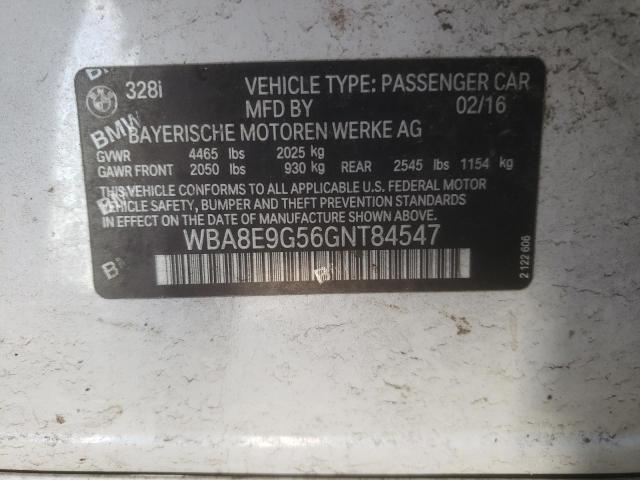 328i VEHICLE TYPE: PASSENGER CAR
MFD BY 02/16
BAYERISCHE MOTOREN WERKE AG
GVWR 4465 lbs 2025 kg
GAWR FRONT 2050 lbs 930 kg REAR 2545 lbs 1154 kg
THIS VEHICLE CONFORMS TO ALL APPLICABLE U.S. FEDERAL MOTOR
VEHICLE SAFETY, BUMPER AND THEFT PREVENTION STANDARDS
IN EFFECT ON THE DATE OF MANUFACTURE SHOWN ABOVE.
WBA8E9G56GNT84547
2 122 606
BMW